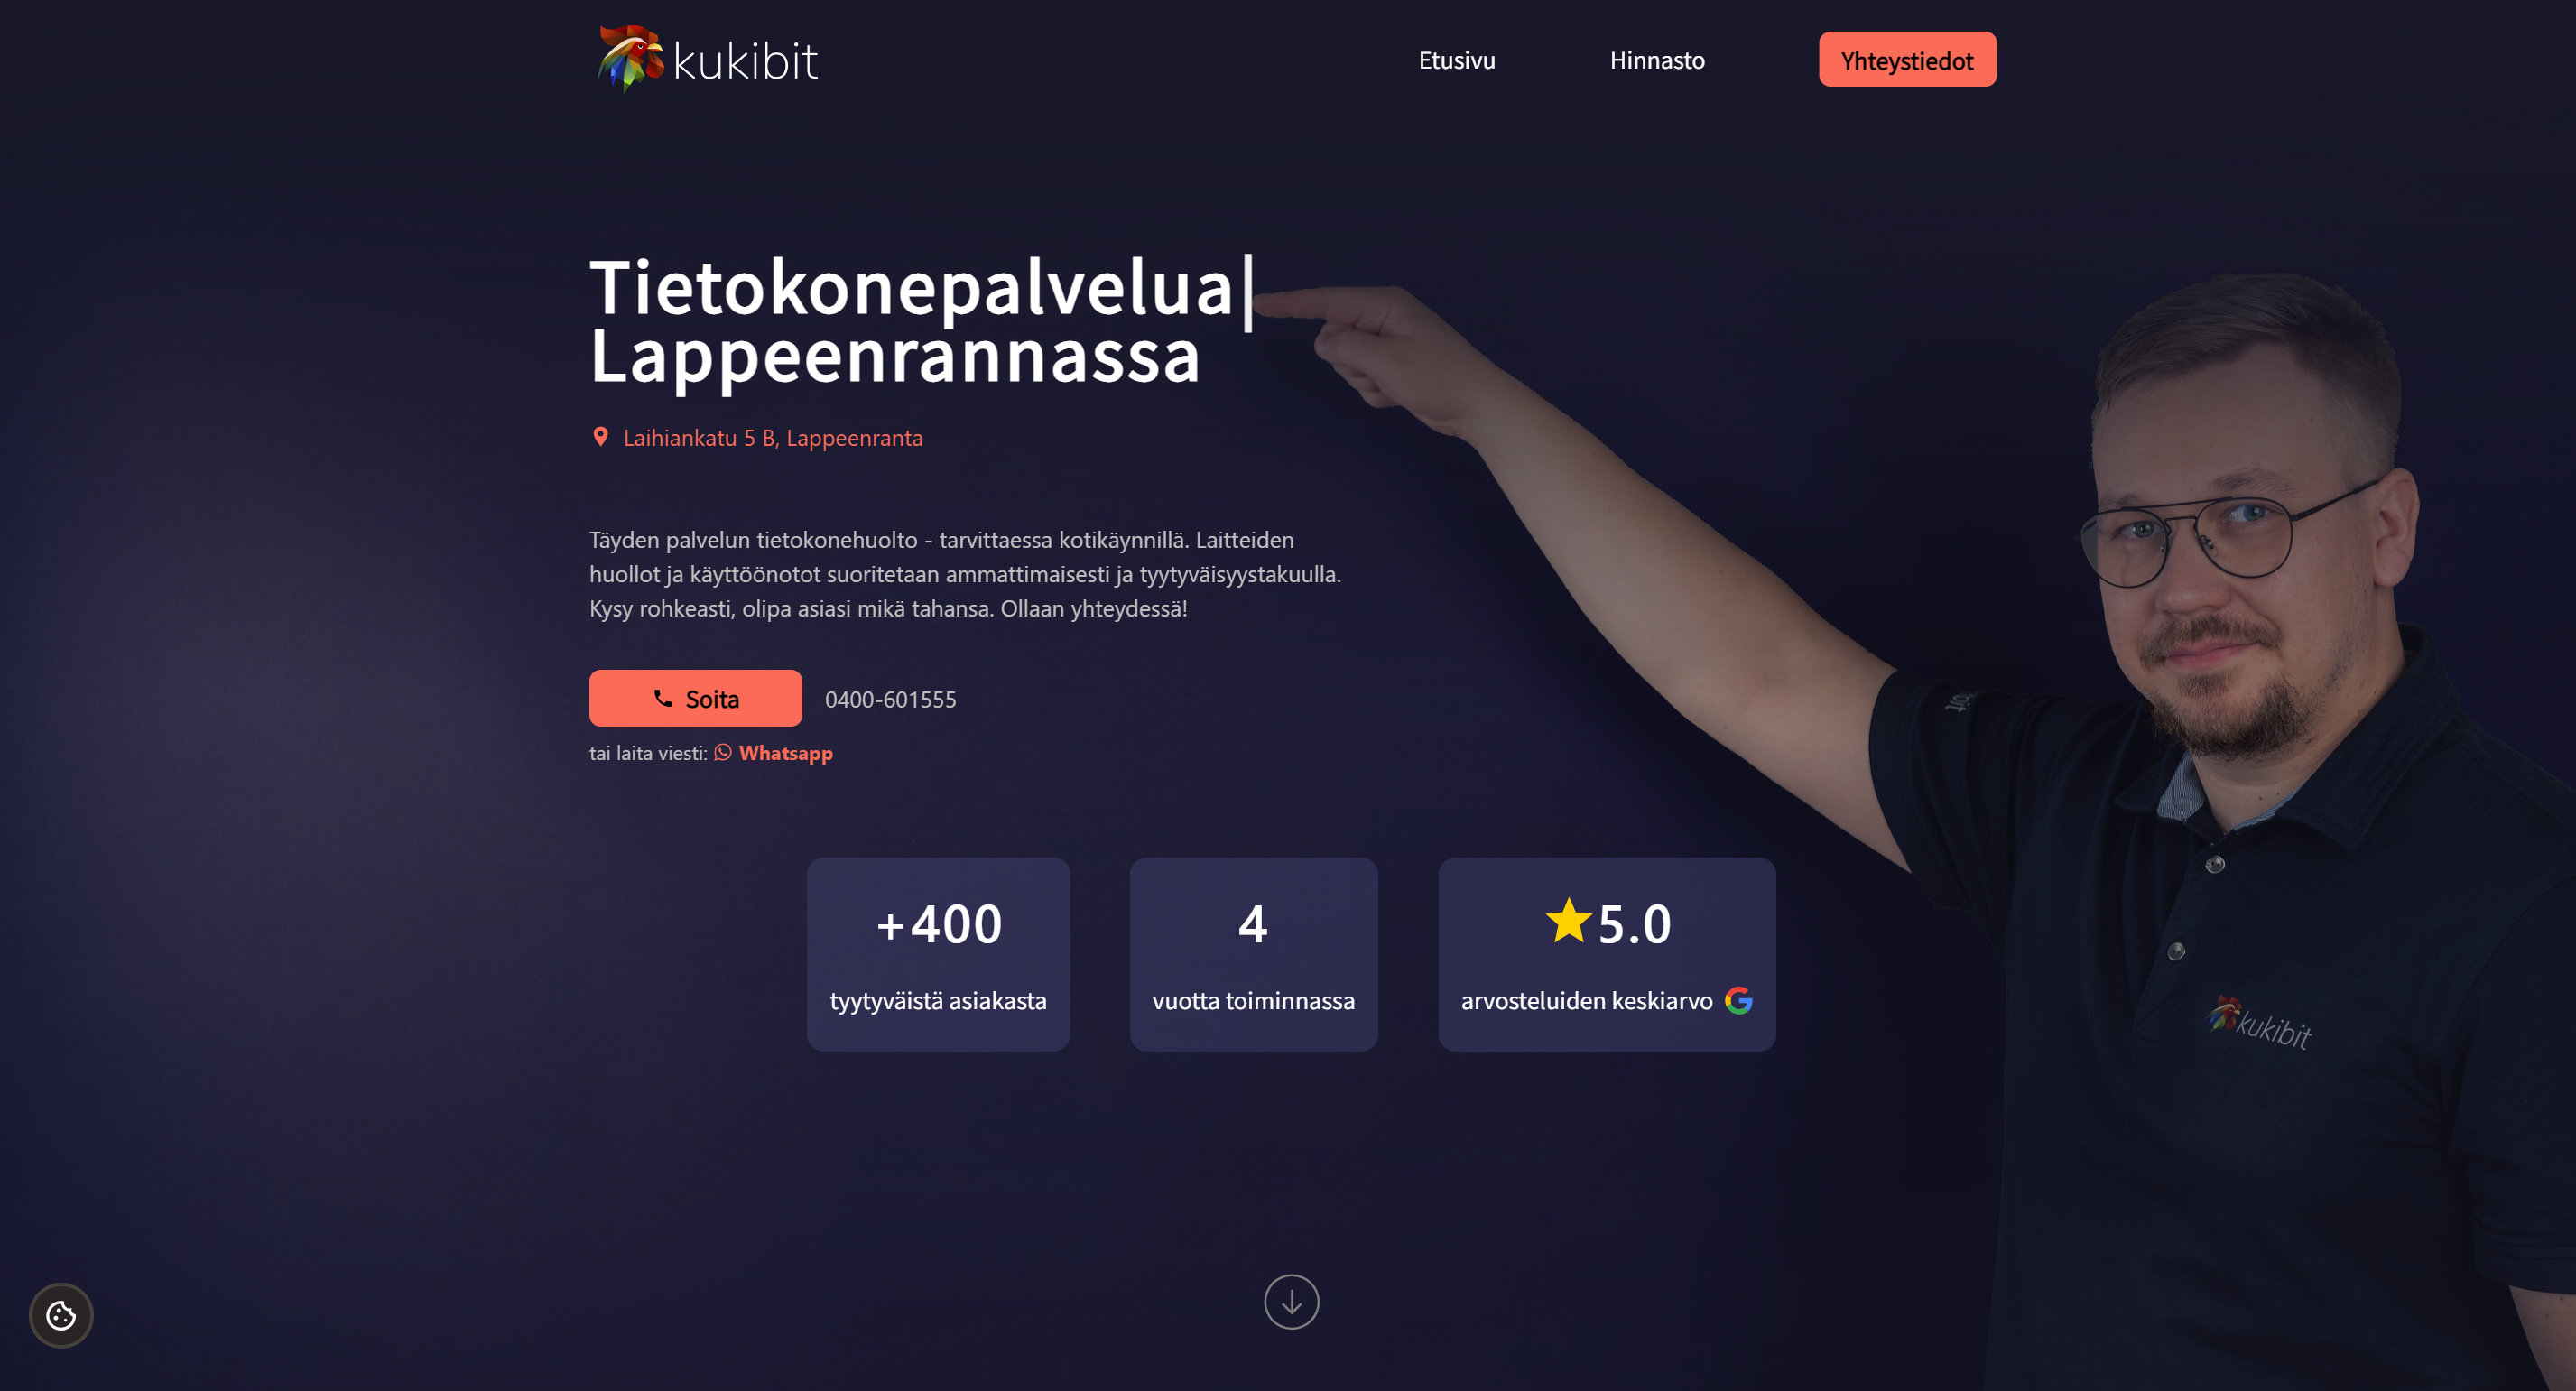 kukibit
Etusivu
Hinnasto
Yhteystiedot
Tietokonepalvelua|
Lappeenrannassa
Laihiankatu 5 B, Lappeenranta
Täyden palvelun tietokonehuolto - tarvittaessa kotikäynnillä. Laitteiden
huollot ja käyttöönotot suoritetaan ammattimaisesti ja tyytyväisyystakuulla.
Kysy rohkeasti, olipa asiasi mikä tahansa. Ollaan yhteydessä!
Soita
0400-601555
tai laita viesti: Whatsapp
+400
tyytyväistä asiakasta
4
vuotta toiminnassa
5.0
arvosteluiden keskiarvo
kukibit